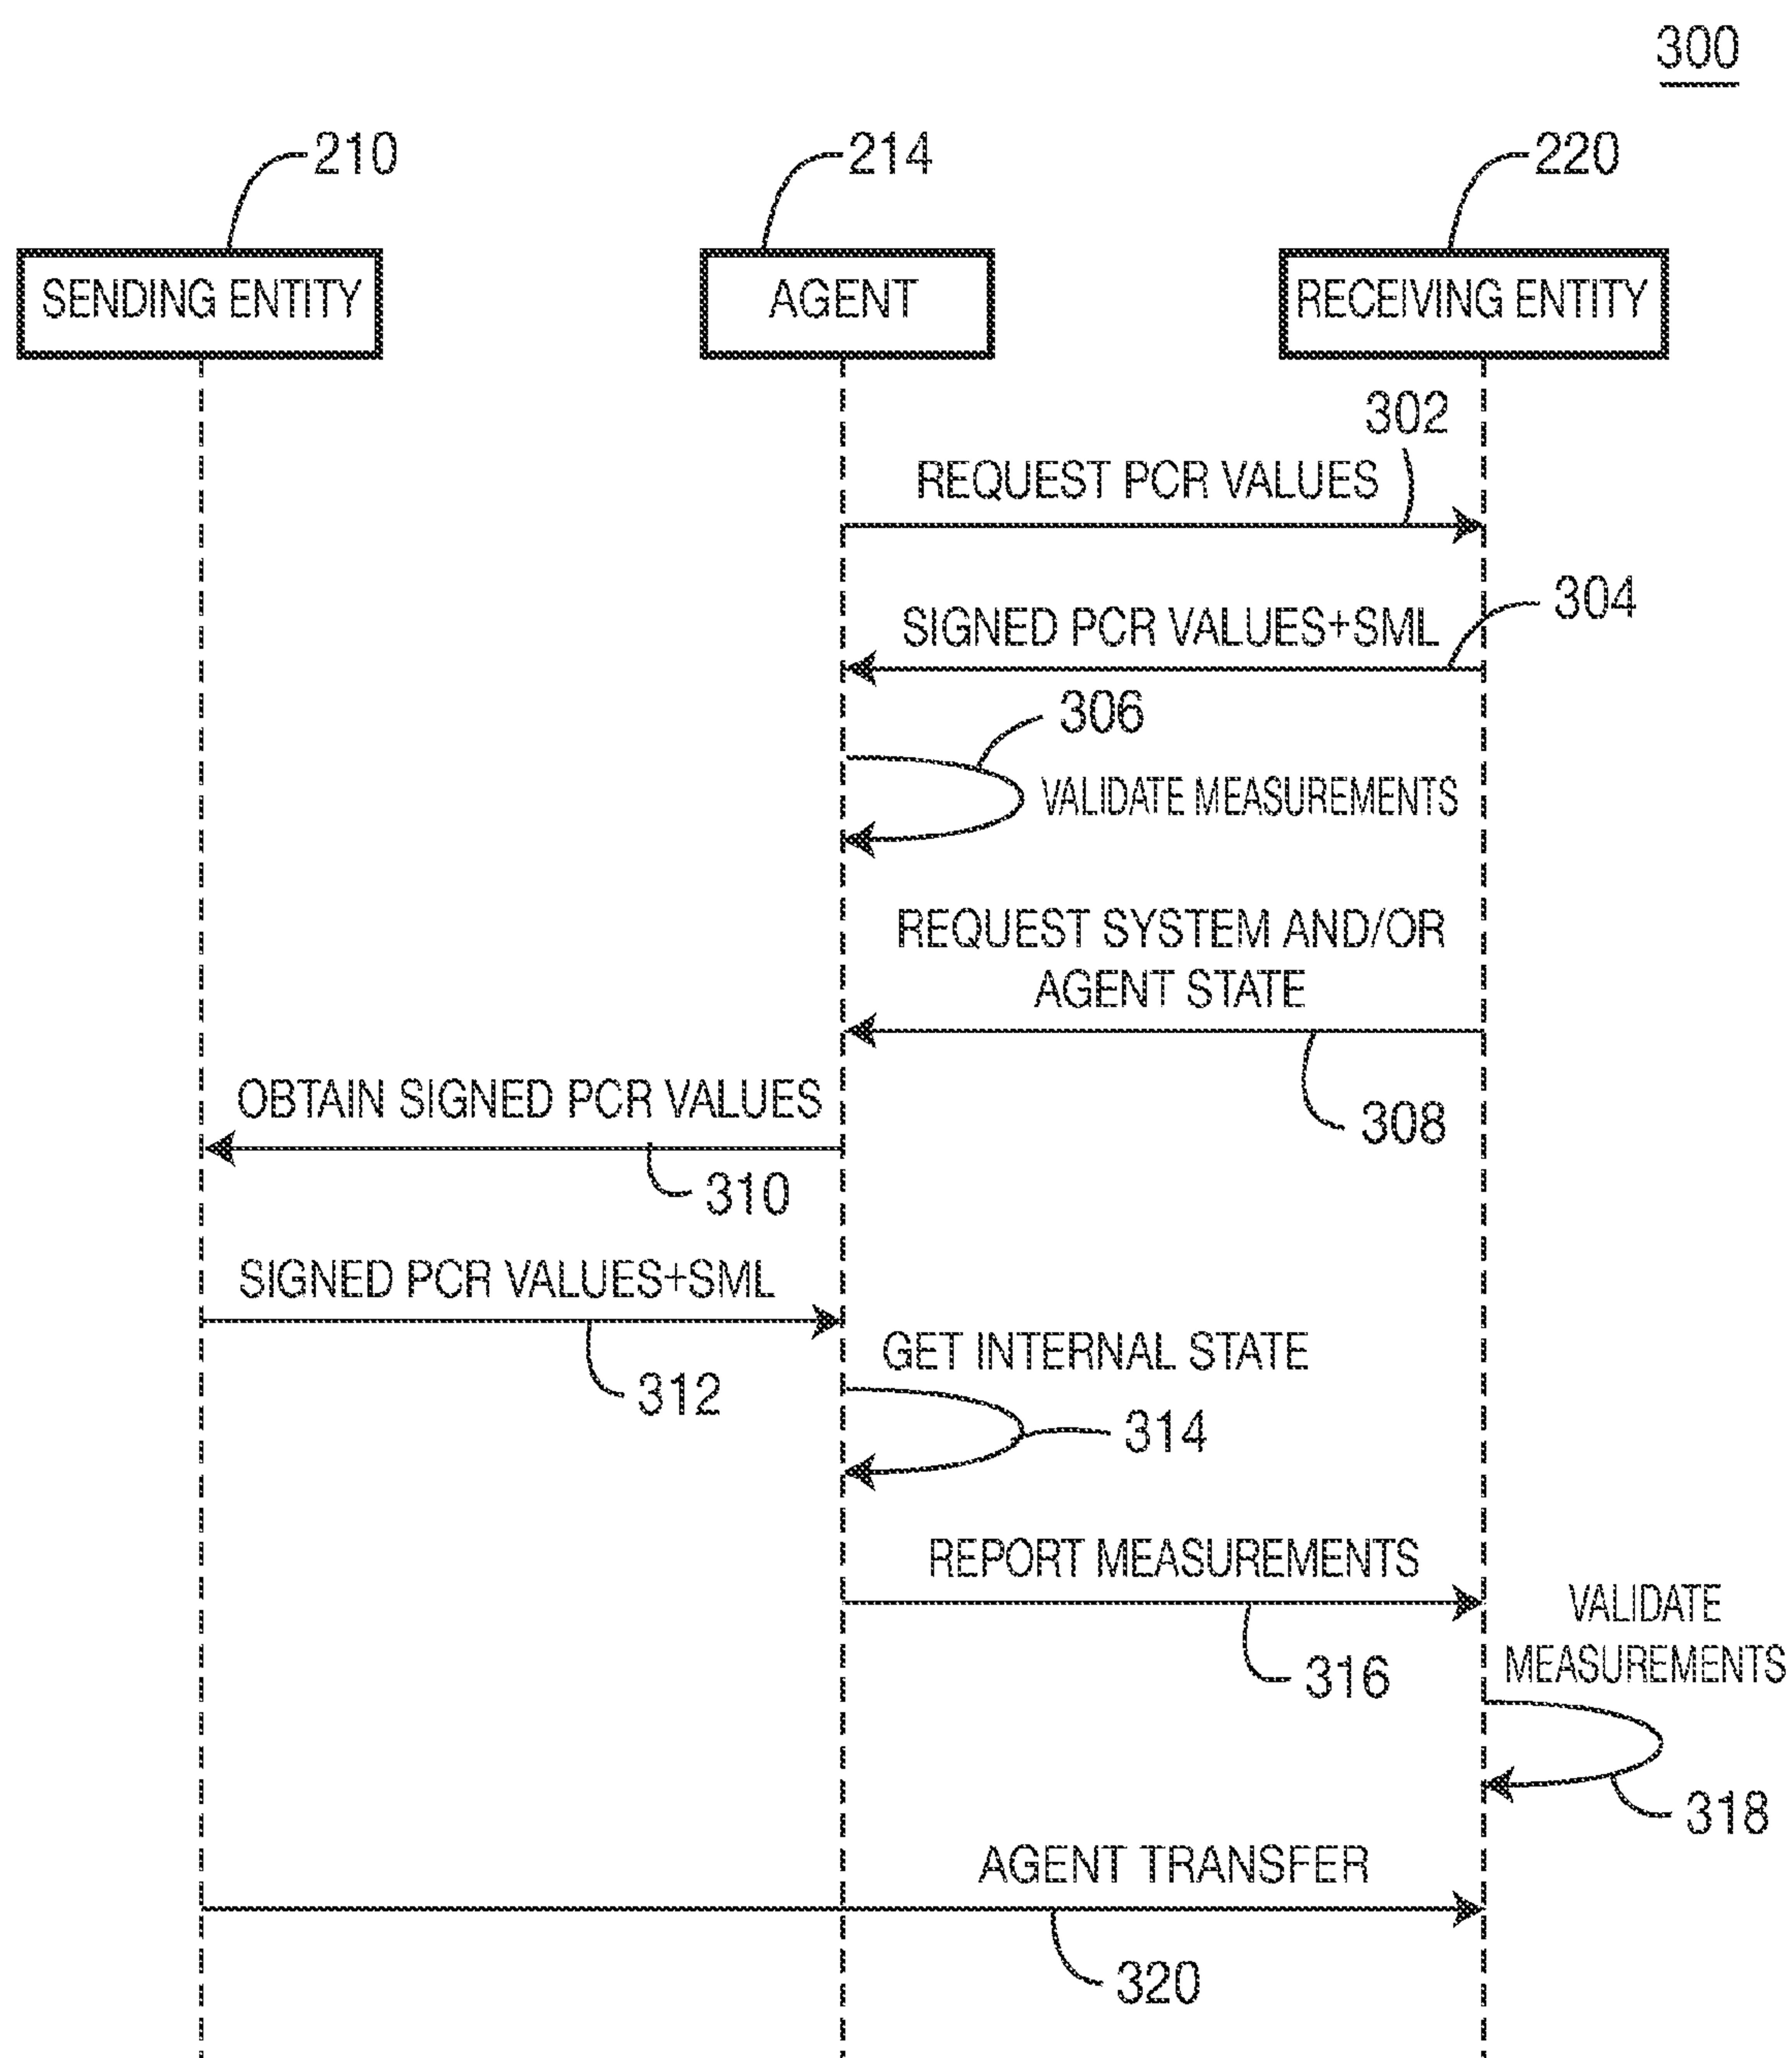 300
210
214
220
SENDING ENTITY
AGENT
RECEIVING ENTITY
302
REQUEST PCR VALUES
304
SIGNED PCR VALUES+SML
306
VALIDATE MEASUREMENTS
REQUEST SYSTEM AND/OR
AGENT STATE
308
OBTAIN SIGNED PCR VALUES
310
SIGNED PCR VALUES+SML
312
GET INTERNAL STATE
314
REPORT MEASUREMENTS
316
VALIDATE
MEASUREMENTS
318
AGENT TRANSFER
320